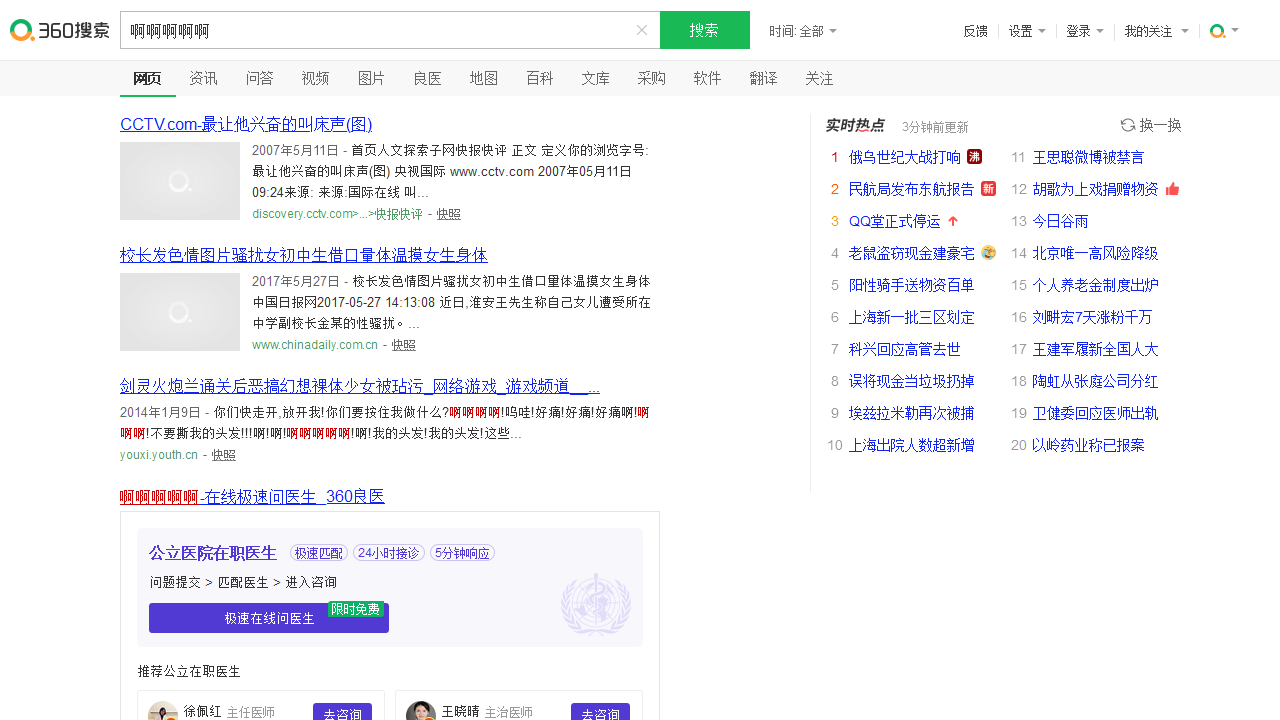 360搜索
啊啊啊啊啊
搜索
时间: 全部
反馈
设置
登录
我的关注
网页 资讯 问答 视频 图片 良医 地图 百科 文库 采购 软件 翻译 关注
CCTV.com-最让他兴奋的叫床声(图)
2007年5月11日 - 首页人文探索子网快报快评 正文 定义你的浏览字号:
最让他兴奋的叫床声(图) 央视国际 www.cctv.com 2007年05月11日
09:24来源: 来源:国际在线 叫...
discovery.cctv.com>...>快报快评 - 快照
校长发色情图片骚扰女初中生借口量体温摸女生身体
2017年5月27日 - 校长发色情图片骚扰女初中生借口量体温摸女生身体
中国日报网2017-05-27 14:13:08 近日,淮安王先生称自己女儿遭受所在
中学副校长金某的性骚扰。...
www.chinadaily.com.cn - 快照
剑灵火炮兰通关后恶搞幻想裸体少女被玷污_网络游戏_游戏频道__...
2014年1月9日 - 你们快走开,放开我!你们要按住我做什么?啊啊啊啊!呜哇!好痛!好痛!好痛啊!啊
啊啊!不要撕我的头发!!!啊!啊!啊啊啊啊啊!啊!我的头发!我的头发!这些...
youxi.youth.cn - 快照
啊啊啊啊啊-在线极速问医生_360良医
公立医院在职医生 极速匹配 24小时接诊 5分钟响应
问题提交 > 匹配医生 > 进入咨询
极速在线问医生
限时免费
推荐公立在职医生
徐佩红 主任医师 去咨询
王晓晴 主治医师 去咨询
实时热点 3分钟前更新 换一换
1 俄乌世纪大战打响 沸
2 民航局发布东航报告 新
3 QQ堂正式停运
4 老鼠盗窃现金建豪宅
5 阳性骑手送物资百单
6 上海新一批三区划定
7 科兴回应高管去世
8 误将现金当垃圾扔掉
9 埃兹拉米勒再次被捕
10 上海出院人数超新增
11 王思聪微博被禁言
12 胡歌为上戏捐赠物资
13 今日谷雨
14 北京唯一高风险降级
15 个人养老金制度出炉
16 刘畊宏7天涨粉千万
17 王建军履新全国人大
18 陶虹从张庭公司分红
19 卫健委回应医师出轨
20 以岭药业称已报案